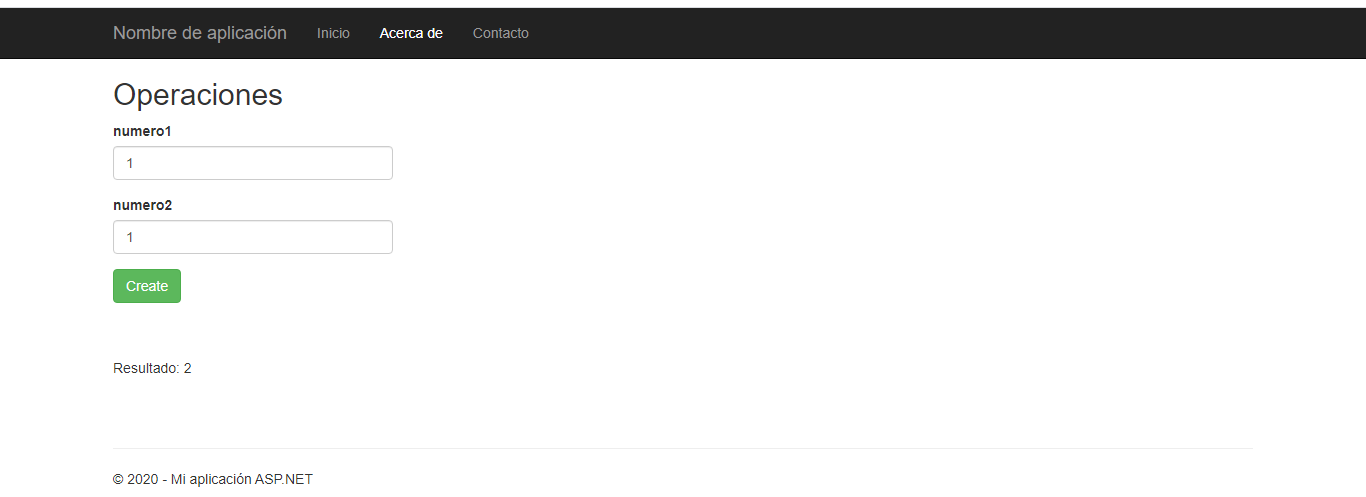 Nombre de aplicación Inicio Acerca de Contacto
Operaciones
numero1
1
numero2
1
Create
Resultado: 2
© 2020 - Mi aplicación ASP.NET